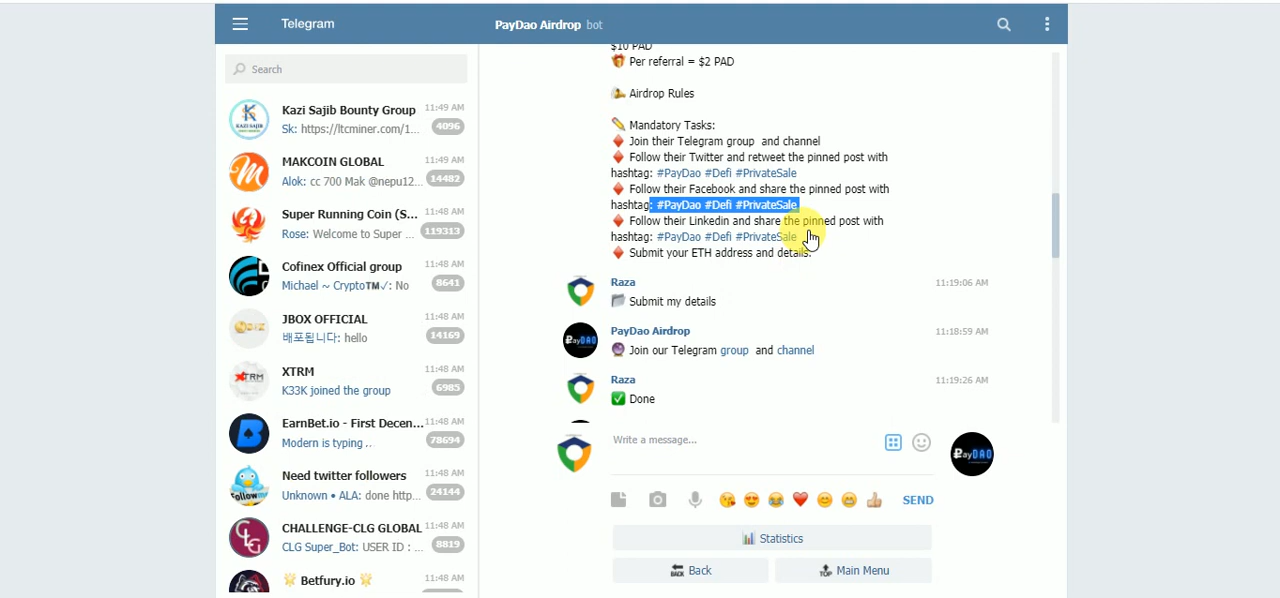 Telegram
PayDao Airdrop bot
Search
Kazi Sajib Bounty Group 11:49 AM
Sk: https://ltcminer.com/1... 4096
MAKCOIN GLOBAL 11:49 AM
Alok: cc 700 Mak @nepu12... 14482
Super Running Coin (S... 11:48 AM
Rose: Welcome to Super ... 119313
Cofinex Official group 11:48 AM
Michael ~ Crypto™️✓: No 8641
JBOX OFFICIAL 11:48 AM
배포됩니다: hello 14169
XTRM 11:48 AM
K33K joined the group 6985
EarnBet.io - First Decen... 11:48 AM
Modern is typing .. 78694
Need twitter followers 11:48 AM
Unknown • ALA: done http... 24144
CHALLENGE-CLG GLOBAL 11:48 AM
CLG Super_Bot: USER ID : ... 8819
🌟 Betfury.io 🌟 11:48 AM
$10 PAD
🎁 Per referral = $2 PAD
Airdrop Rules
✏️ Mandatory Tasks:
♦️ Join their Telegram group and channel
♦️ Follow their Twitter and retweet the pinned post with
hashtag: #PayDao #Defi #PrivateSale
♦️ Follow their Facebook and share the pinned post with
hashtag: #PayDao #Defi #PrivateSale
♦️ Follow their Linkedin and share the pinned post with
hashtag: #PayDao #Defi #PrivateSale
♦️ Submit your ETH address and details.
Raza 11:19:06 AM
📂 Submit my details
PayDao Airdrop 11:18:59 AM
🔮 Join our Telegram group and channel
Raza 11:19:26 AM
✅ Done
Write a message...
SEND
📊 Statistics
🔙 Back
🔝 Main Menu
PayDAO
PayDAO
KAZI SAJIB
CLG